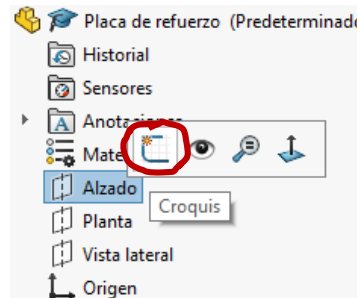 Placa de refuerzo (Predeterminado
Historial
Sensores
Anotaciones
Mate
Alzado
Croquis
Planta
Vista lateral
Origen